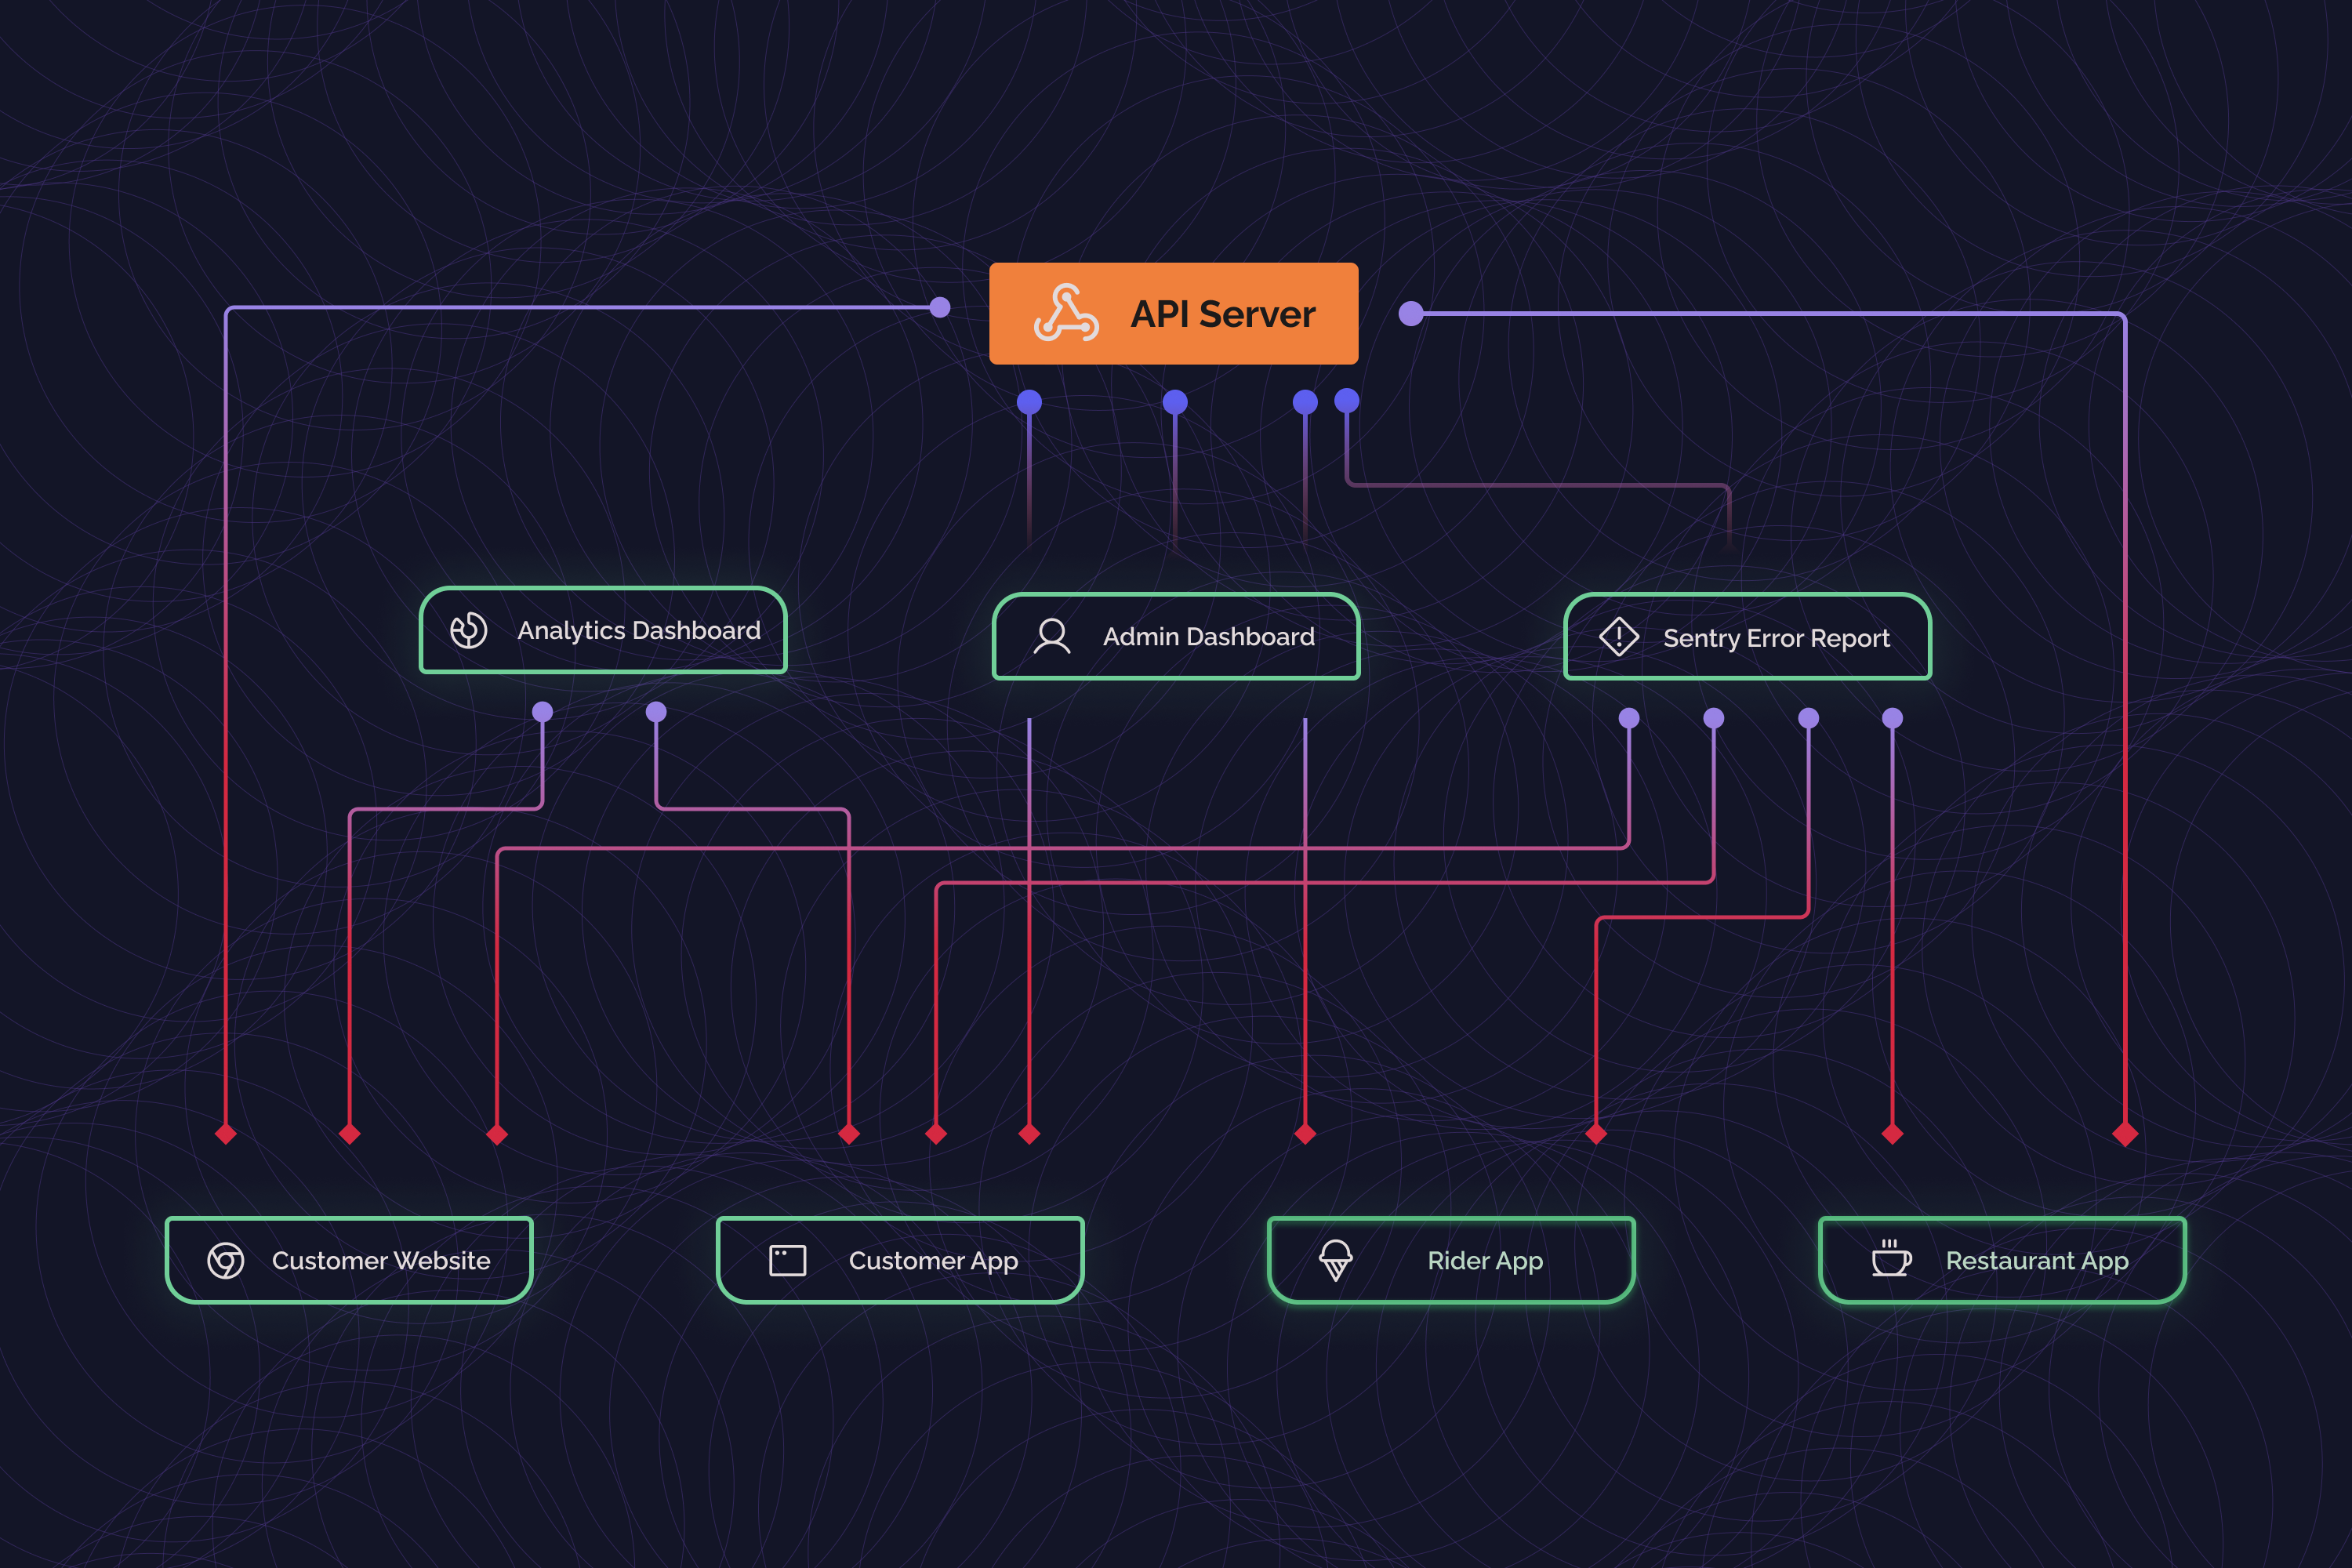 API Server
Analytics Dashboard
Admin Dashboard
Sentry Error Report
Customer Website
Customer App
Rider App
Restaurant App